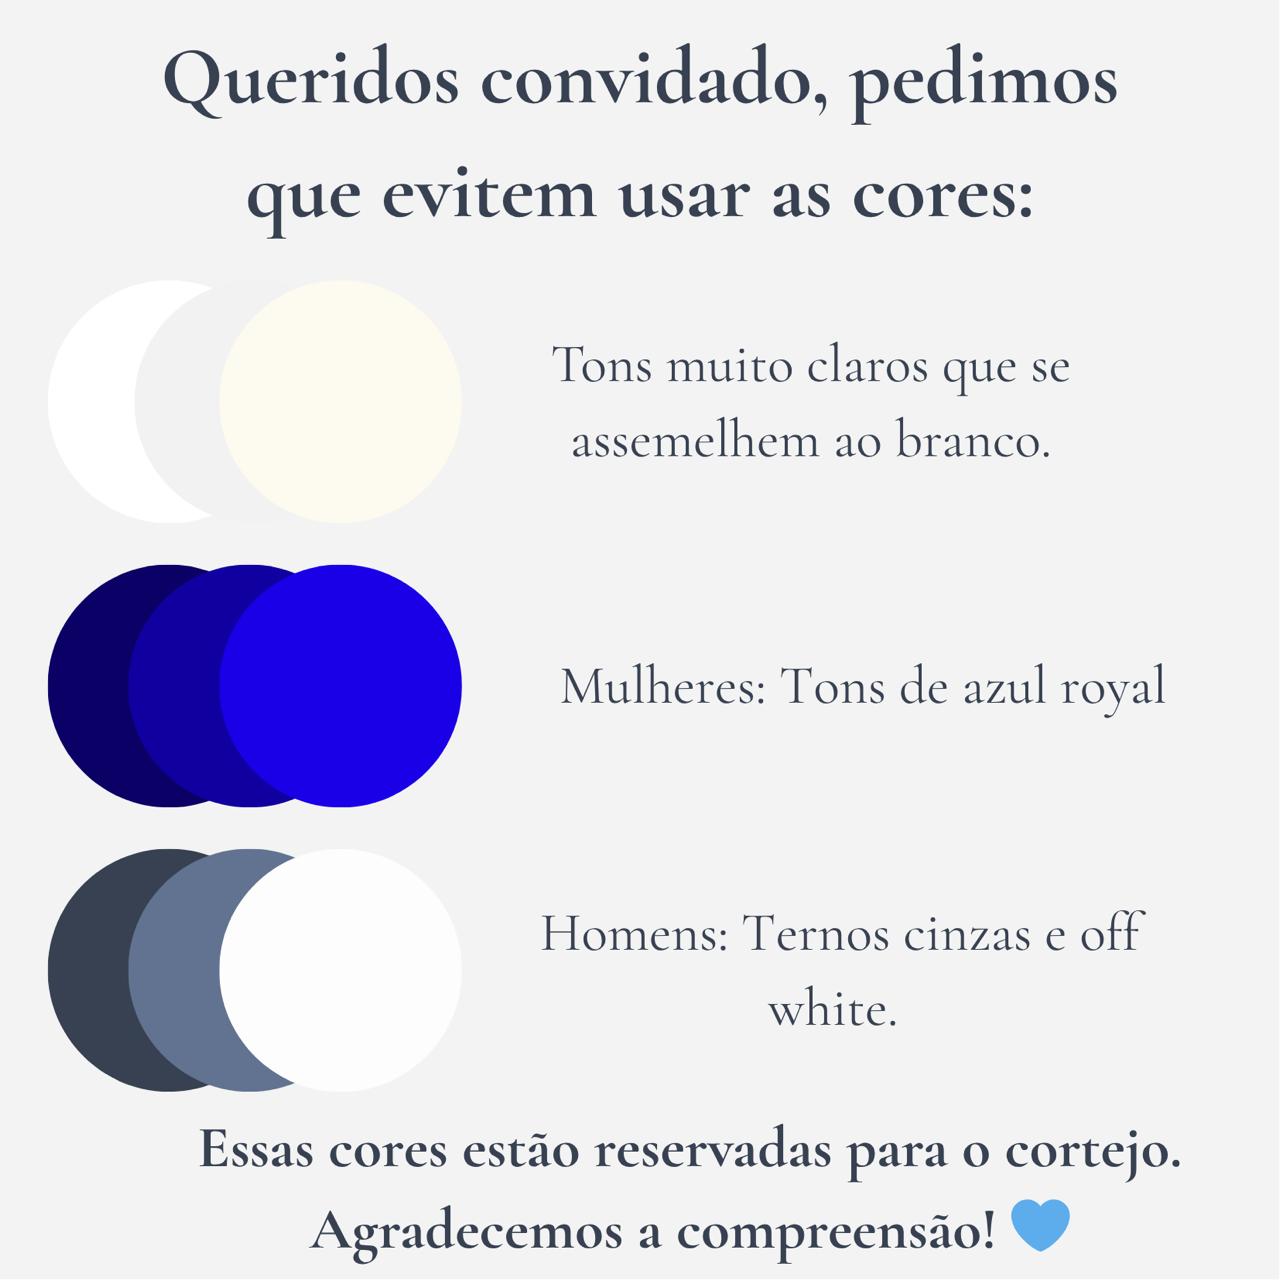 Queridos convidado, pedimos
que evitem usar as cores:
Tons muito claros que se
assemelhem ao branco.
Mulheres: Tons de azul royal
Homens: Ternos cinzas e off
white.
Essas cores estão reservadas para o cortejo.
Agradecemos a compreensão! 💙